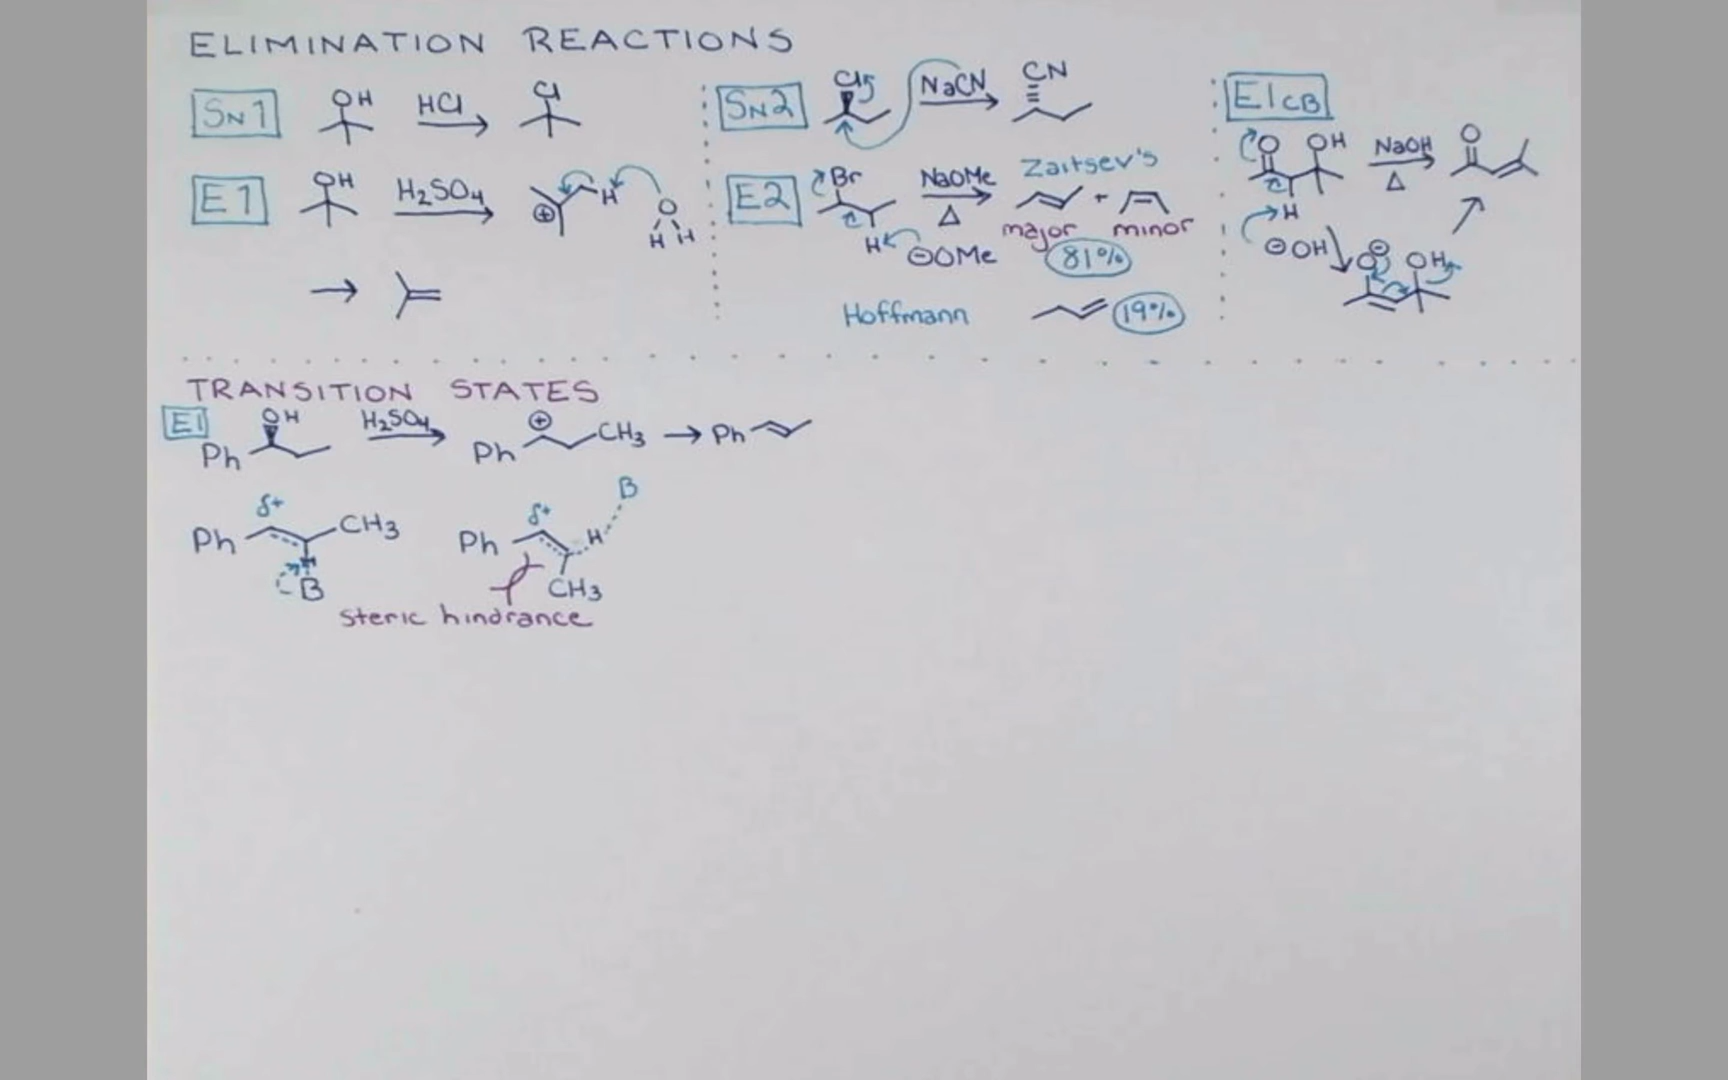 ELIMINATION REACTIONS
SN1 OH HCl Cl
SN2 Cl NaCN CN
E1CB
O OH NaOH O
Δ
H
⊖OH ⊖ O OH
E1 OH H2SO4 ⊕ H O
H H
E2 Br NaOMe Zaitsev's
Δ +
major minor
H ⊖OMe 81%
Hoffmann 19%
TRANSITION STATES
E1 OH H2SO4 ⊕
Ph Ph CH3 Ph
δ+ δ+ B
Ph CH3 Ph H
H
B CH3
steric hindrance